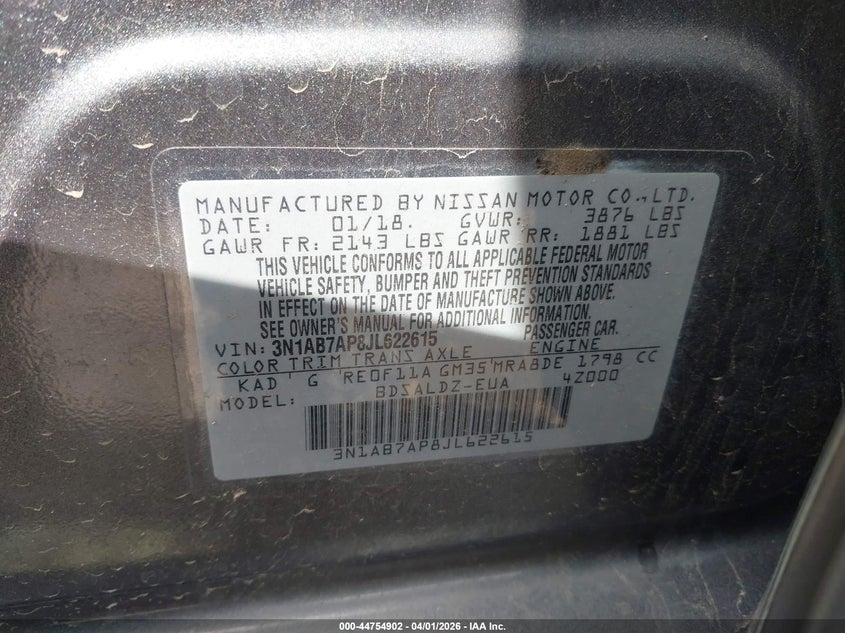 MANUFACTURED BY NISSAN MOTOR CO., LTD.
DATE: 01/18. GVWR: 3876 LBS
GAWR FR: 2143 LBS GAWR RR: 1881 LBS
THIS VEHICLE CONFORMS TO ALL APPLICABLE FEDERAL MOTOR
VEHICLE SAFETY, BUMPER AND THEFT PREVENTION STANDARDS
IN EFFECT ON THE DATE OF MANUFACTURE SHOWN ABOVE.
SEE OWNER'S MANUAL FOR ADDITIONAL INFORMATION.
VIN: 3N1AB7AP8JL622615 PASSENGER CAR.
COLOR TRIM TRANS AXLE ENGINE
KAD G RE0F11A GM35 MRA8DE 1798 CC
MODEL: BDSALDZ-EUA 4Z000
3N1AB7AP8JL622615
000-44754902 - 04/01/2026 - IAA Inc.